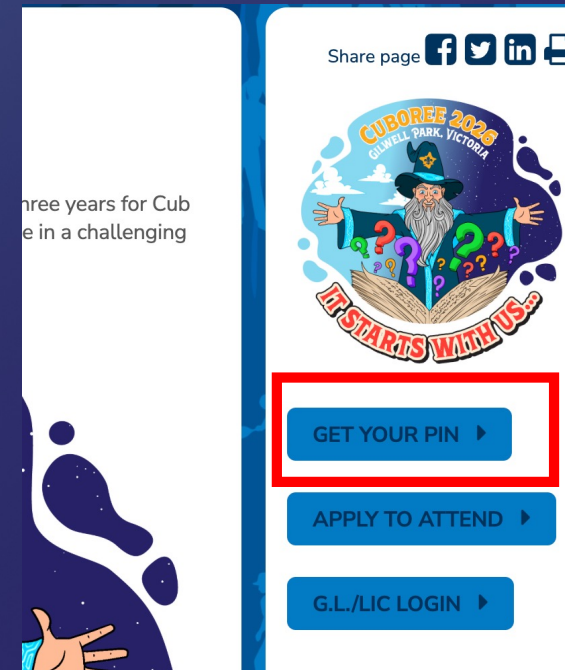 Share page
CUBOREE 2026
GILWELL PARK, VICTORIA
e in a challenging
years for Cub
IT STARTS WITH US...
GET YOUR PIN
APPLY TO ATTEND
G.L./LIC LOGIN